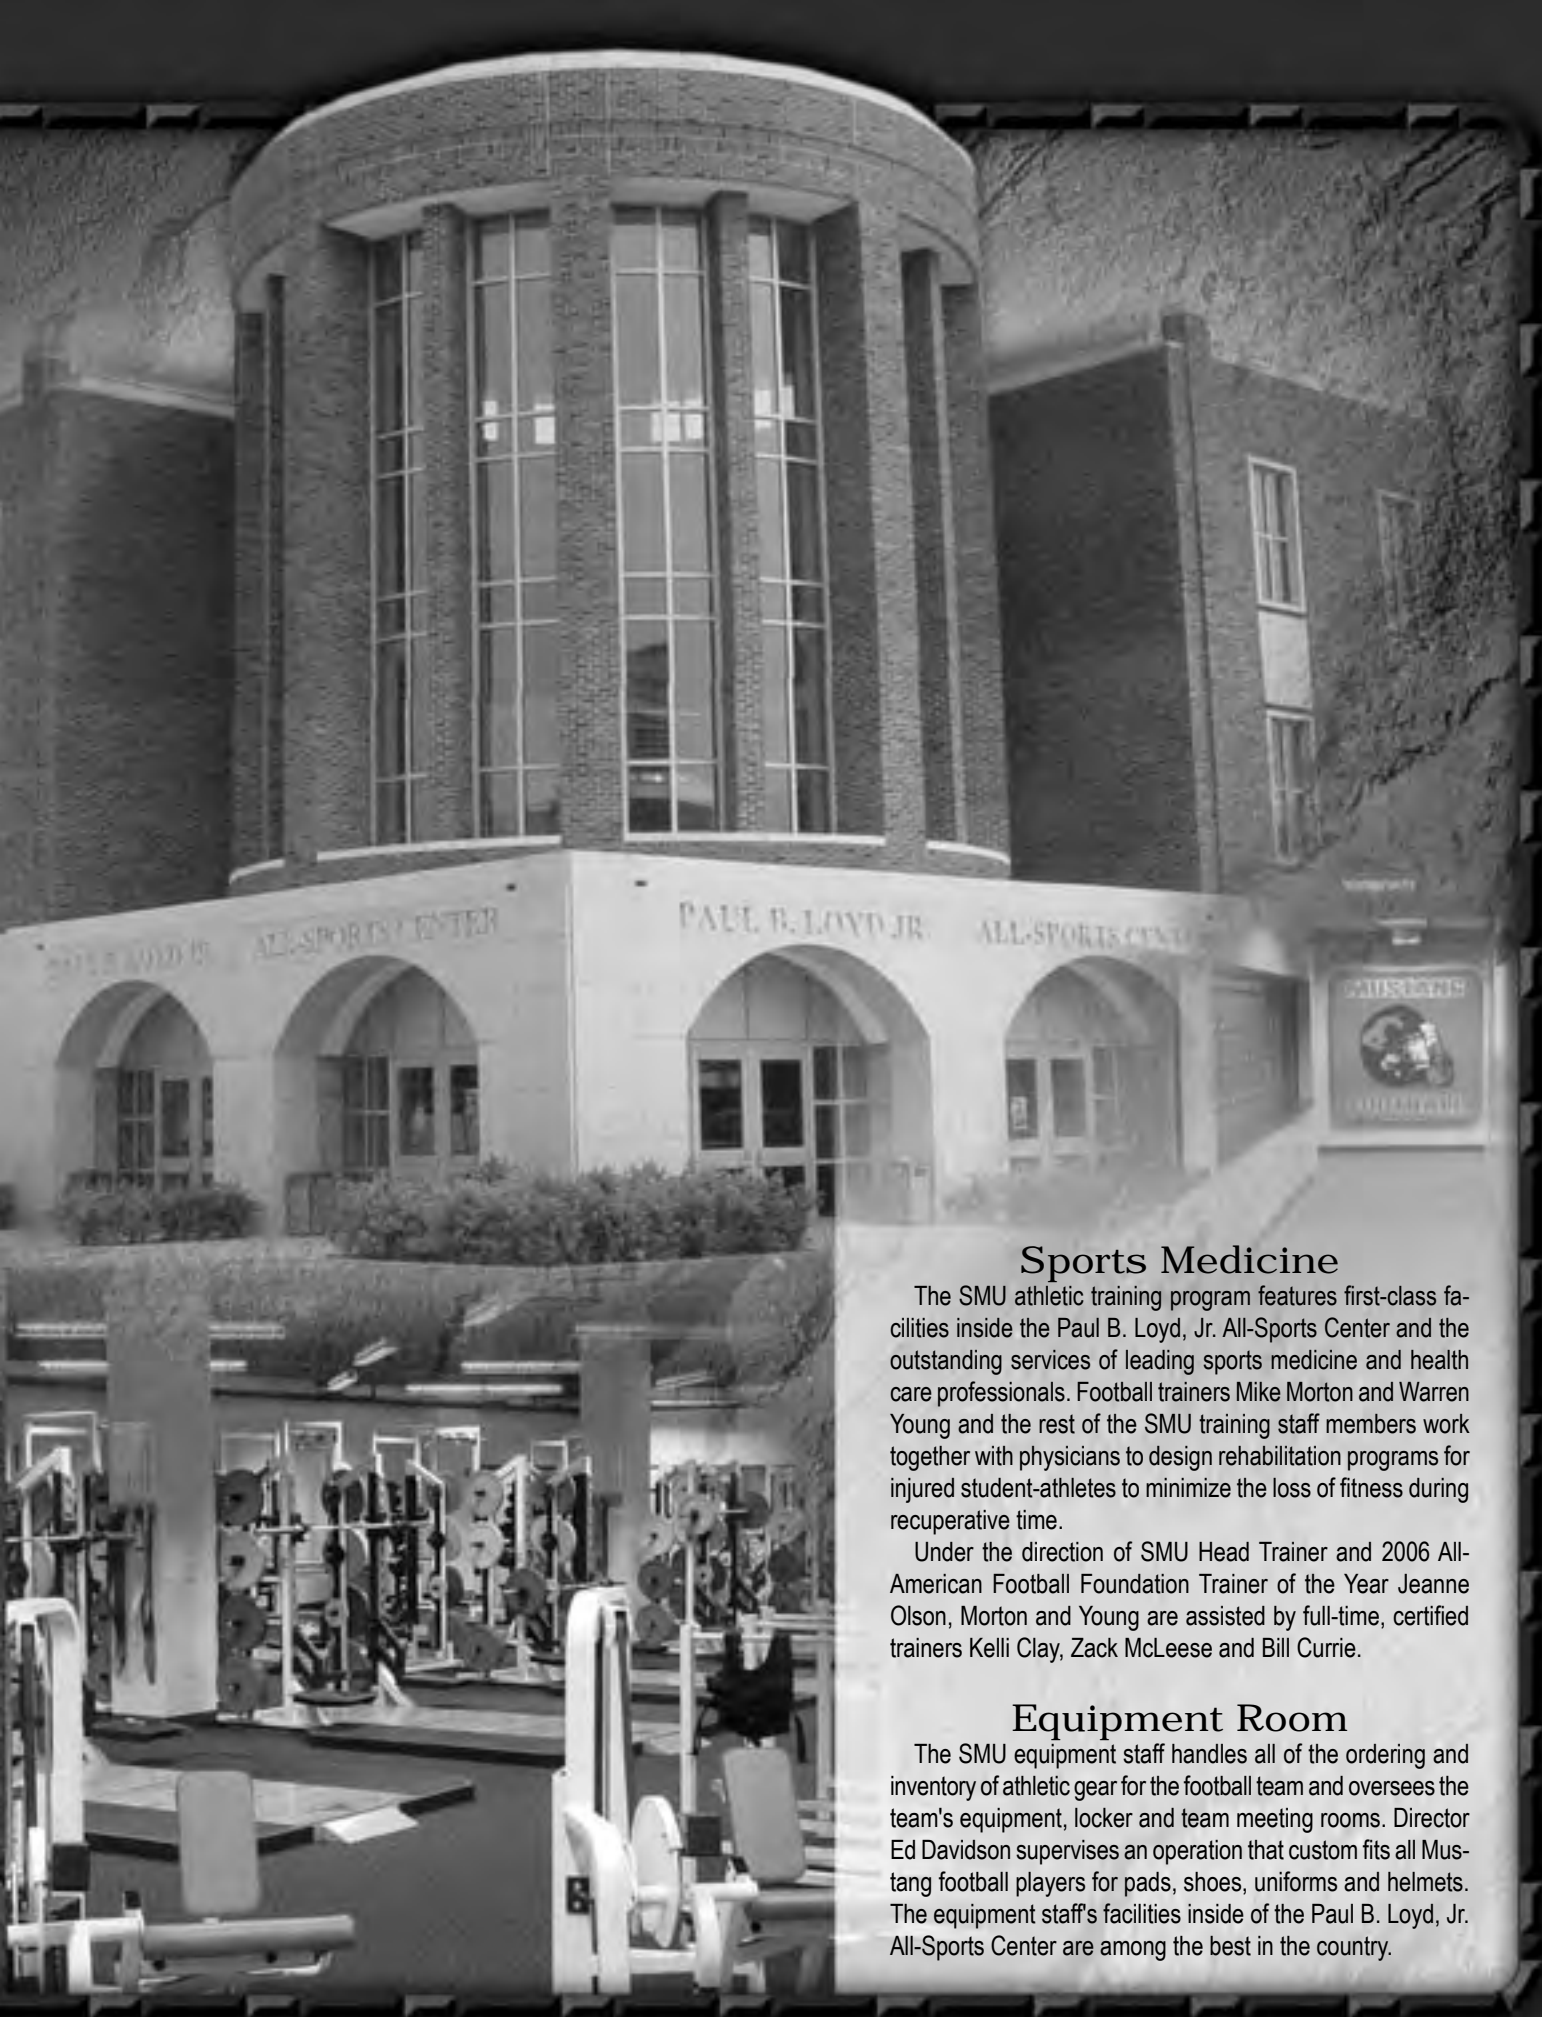 PAUL B. LOYD JR. ALL-SPORTS CENTER
PAUL B. LOYD JR. ALL-SPORTS
MUSTANG
Sports Medicine
The SMU athletic training program features first-class fa-
cilities inside the Paul B. Loyd, Jr. All-Sports Center and the
outstanding services of leading sports medicine and health
care professionals. Football trainers Mike Morton and Warren
Young and the rest of the SMU training staff members work
together with physicians to design rehabilitation programs for
injured student-athletes to minimize the loss of fitness during
recuperative time.
Under the direction of SMU Head Trainer and 2006 All-
American Football Foundation Trainer of the Year Jeanne
Olson, Morton and Young are assisted by full-time, certified
trainers Kelli Clay, Zack McLeese and Bill Currie.
Equipment Room
The SMU equipment staff handles all of the ordering and
inventory of athletic gear for the football team and oversees the
team's equipment, locker and team meeting rooms. Director
Ed Davidson supervises an operation that custom fits all Mus-
tang football players for pads, shoes, uniforms and helmets.
The equipment staff's facilities inside of the Paul B. Loyd, Jr.
All-Sports Center are among the best in the country.